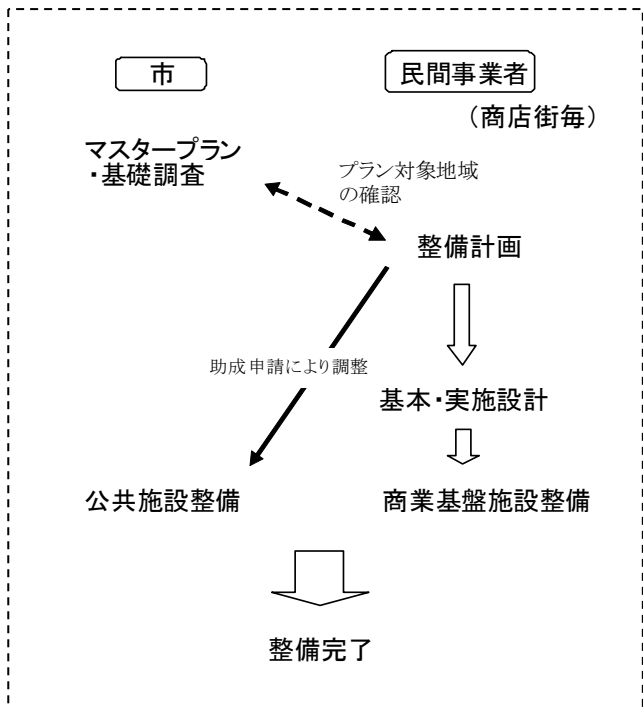 市
民間事業者
（商店街毎）
マスタープラン
・基礎調査
プラン対象地域
の確認
整備計画
助成申請により調整
基本・実施設計
公共施設整備
商業基盤施設整備
整備完了